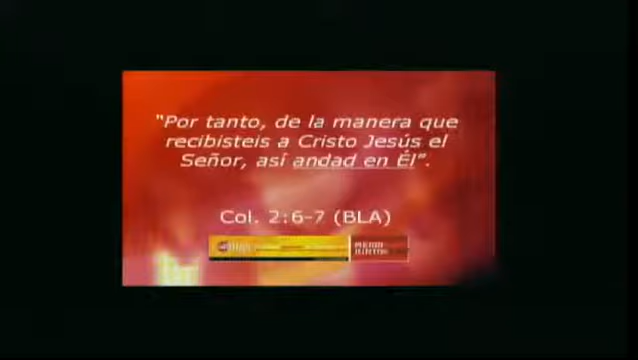 “Por tanto, de la manera que
recibisteis a Cristo Jesús el
Señor, así andad en Él”.
Col. 2:6-7 (BLA)